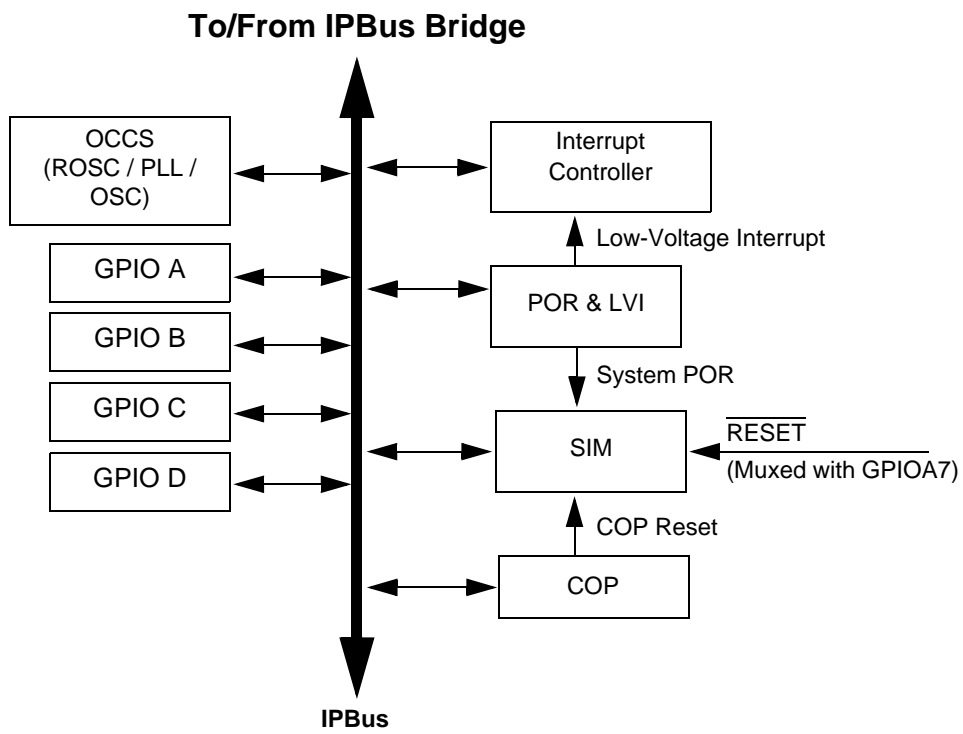 To/From IPBus Bridge
OCCS
(ROSC / PLL /
OSC)
GPIO A
GPIO B
GPIO C
GPIO D
Interrupt
Controller
Low-Voltage Interrupt
POR & LVI
System POR
SIM
RESET
(Muxed with GPIOA7)
COP Reset
COP
IPBus